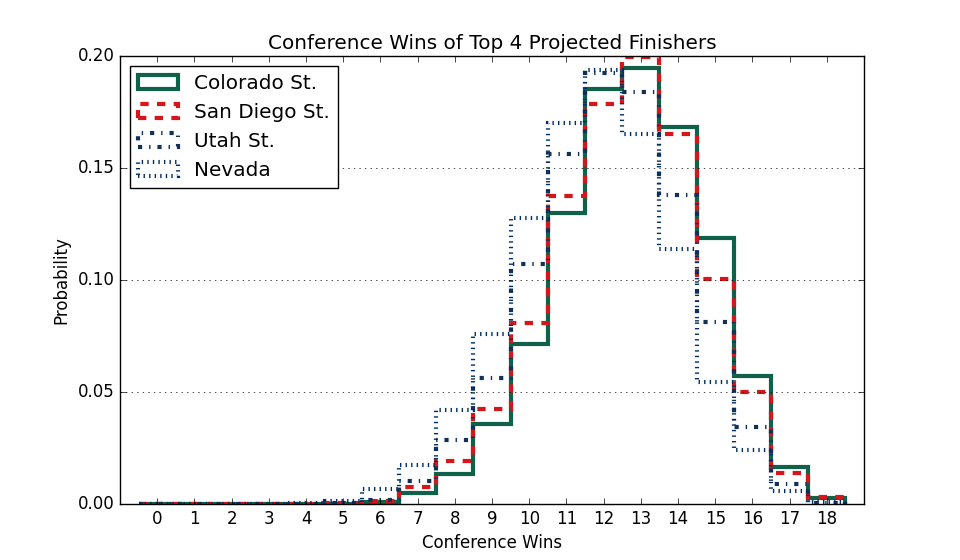 Conference Wins of Top 4 Projected Finishers
0.20
Colorado St.
San Diego St.
Utah St.
Nevada
0.15
Probability
0.10
0.05
0.00
0 1 2 3 4 5 6 7 8 9 10 11 12 13 14 15 16 17 18
Conference Wins